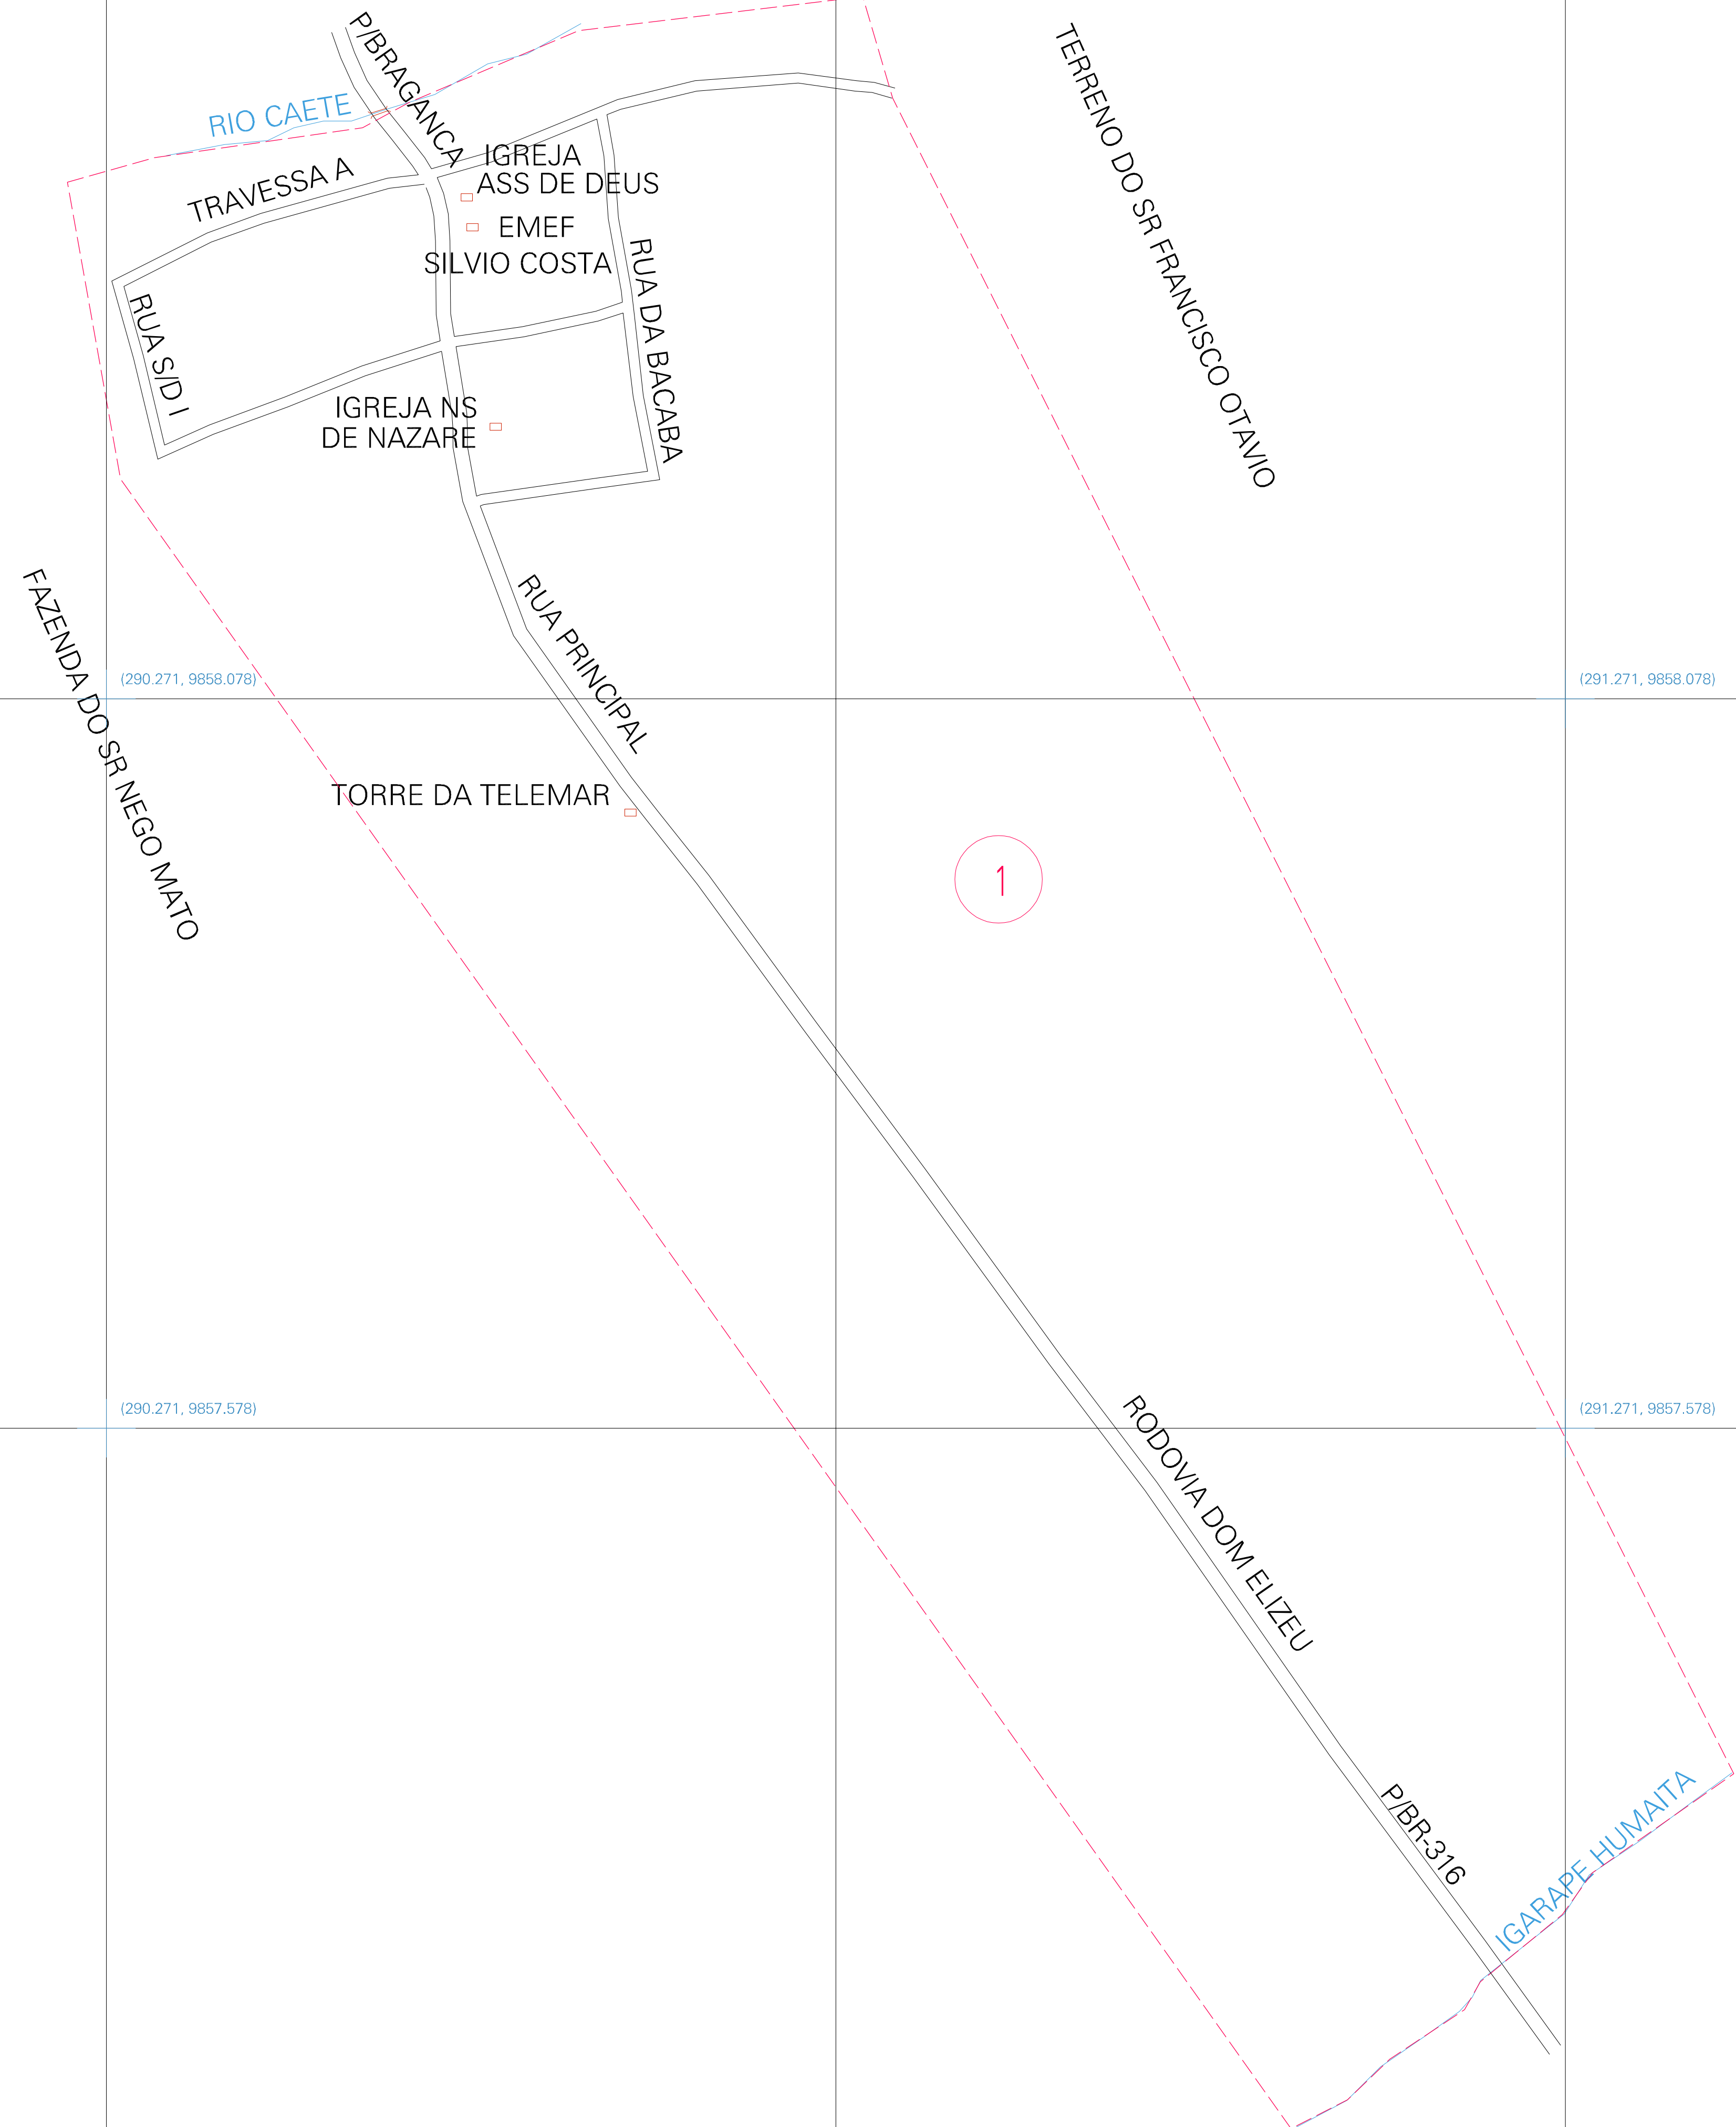 P/BRAGANCA
TERRENO DO SR FRANCISCO OTAVIO
RIO CAETE
TRAVESSA A
IGREJA
ASS DE DEUS
EMEF
SILVIO COSTA
RUA DA BACABA
RUA S/D I
IGREJA NS
DE NAZARE
FAZENDA DO SR NEGO MATO
RUA PRINCIPAL
(290.271, 9858.078)
(291.271, 9858.078)
TORRE DA TELEMAR
1
(290.271, 9857.578)
(291.271, 9857.578)
RODOVIA DOM ELIZEU
P/BR-316
IGARAPE HUMAITA